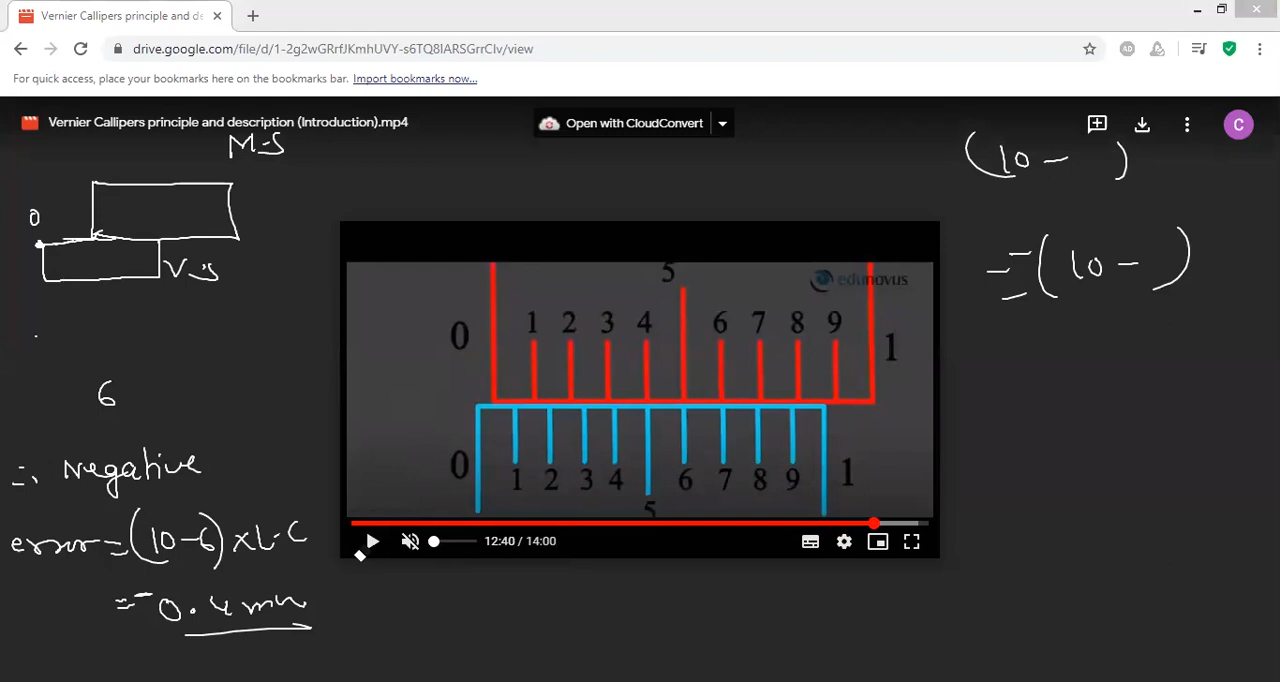 Vernier Callipers principle and de
drive.google.com/file/d/1-2g2wGRrfJKmhUVY-s6TQ8IARSGrrCIv/view
For quick access, place your bookmarks here on the bookmarks bar. Import bookmarks now...
Vernier Callipers principle and description (Introduction).mp4
Open with CloudConvert
C
M-S
(10 - )
0
V-S
= (10 - )
edunovus
5
0 1 2 3 4 6 7 8 9 1
0 1 2 3 4 6 7 8 9 1
5
6
∴ Negative
error = (10-6) x L.C
= - 0.4 mm
12:40 / 14:00